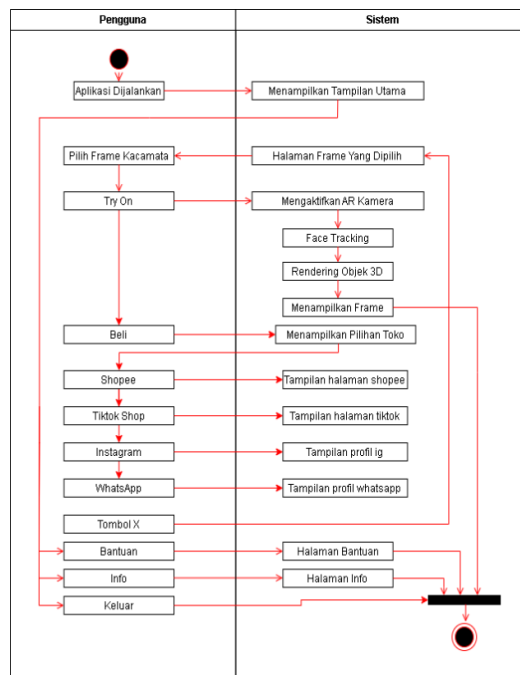 Pengguna
Sistem
Aplikasi Dijalankan
Menampilkan Tampilan Utama
Pilih Frame Kacamata
Halaman Frame Yang Dipilih
Try On
Mengaktifkan AR Kamera
Face Tracking
Rendering Objek 3D
Menampilkan Frame
Beli
Menampilkan Pilihan Toko
Shopee
Tampilan halaman shopee
Tiktok Shop
Tampilan halaman tiktok
Instagram
Tampilan profil ig
WhatsApp
Tampilan profil whatsapp
Tombol X
Bantuan
Halaman Bantuan
Info
Halaman Info
Keluar